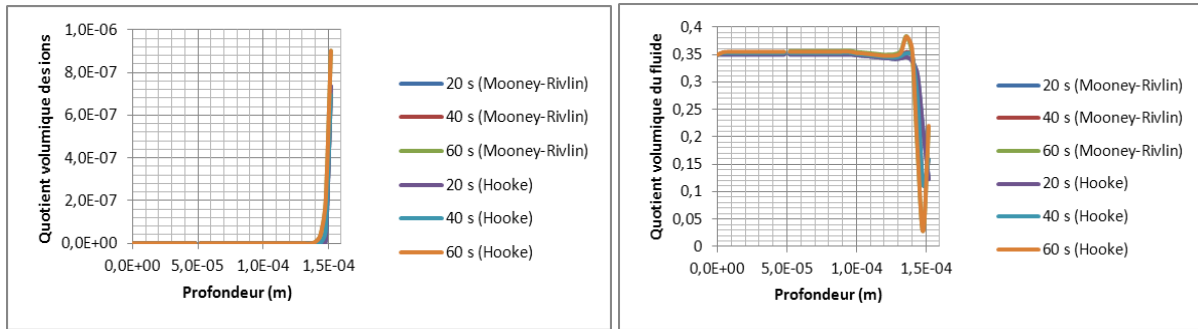 Quotient volumique des ions
1,0E-06
8,0E-07
6,0E-07
4,0E-07
2,0E-07
0,0E+00
0,0E+00 5,0E-05 1,0E-04 1,5E-04
Profondeur (m)
20 s (Mooney-Rivlin)
40 s (Mooney-Rivlin)
60 s (Mooney-Rivlin)
20 s (Hooke)
40 s (Hooke)
60 s (Hooke)
Quotient volumique du fluide
0,4
0,35
0,3
0,25
0,2
0,15
0,1
0,05
0
0,0E+00 5,0E-05 1,0E-04 1,5E-04
Profondeur (m)
20 s (Mooney-Rivlin)
40 s (Mooney-Rivlin)
60 s (Mooney-Rivlin)
20 s (Hooke)
40 s (Hooke)
60 s (Hooke)